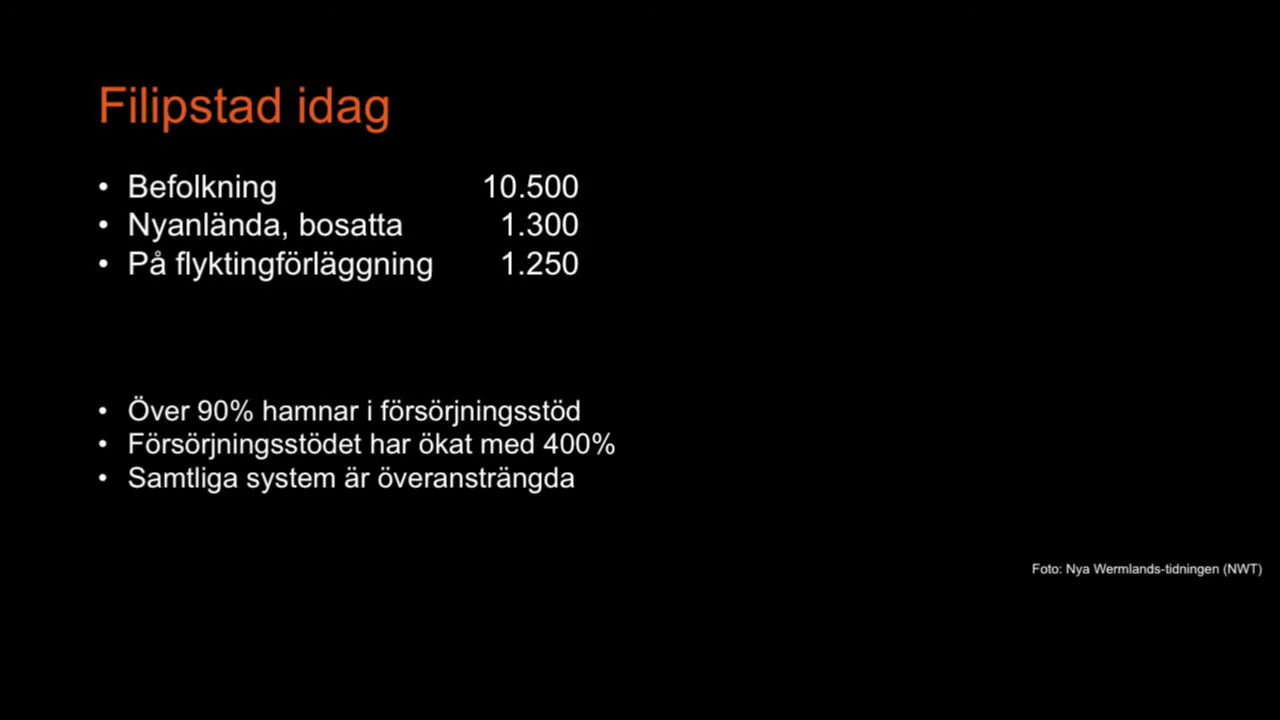 Filipstad idag
• Befolkning 10.500
• Nyanlända, bosatta 1.300
• På flyktingförläggning 1.250
• Över 90% hamnar i försörjningsstöd
• Försörjningsstödet har ökat med 400%
• Samtliga system är överansträngda
Foto: Nya Wermlands-tidningen (NWT)